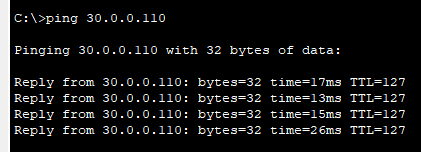 C:\>ping 30.0.0.110
Pinging 30.0.0.110 with 32 bytes of data:
Reply from 30.0.0.110: bytes=32 time=17ms TTL=127
Reply from 30.0.0.110: bytes=32 time=13ms TTL=127
Reply from 30.0.0.110: bytes=32 time=15ms TTL=127
Reply from 30.0.0.110: bytes=32 time=26ms TTL=127